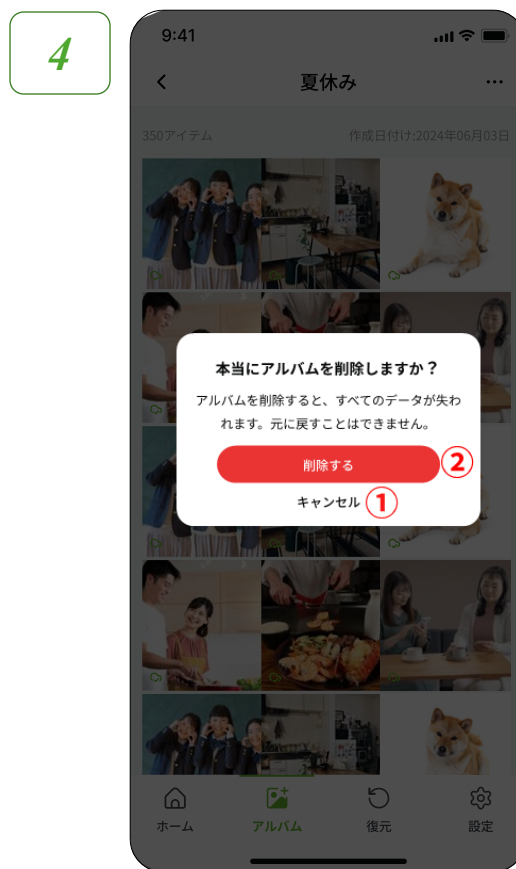 4
9:41
夏休み
350アイテム 作成日付け:2024年06月03日
本当にアルバムを削除しますか？
アルバムを削除すると、すべてのデータが失わ
れます。元に戻すことはできません。
削除する ②
キャンセル ①
ホーム アルバム 復元 設定